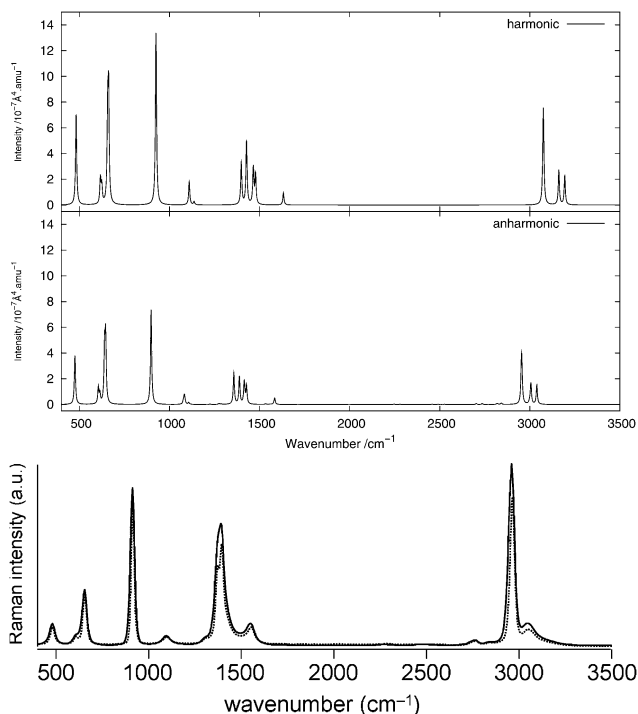 14
12
10
8
6
4
2
0
Intensity /10⁻⁷Å⁴.amu⁻¹
harmonic
14
12
10
8
6
4
2
0
Intensity /10⁻⁷Å⁴.amu⁻¹
anharmonic
500 1000 1500 2000 2500 3000 3500
Wavenumber /cm⁻¹
Raman intensity (a.u.)
500 1000 1500 2000 2500 3000 3500
wavenumber (cm⁻¹)